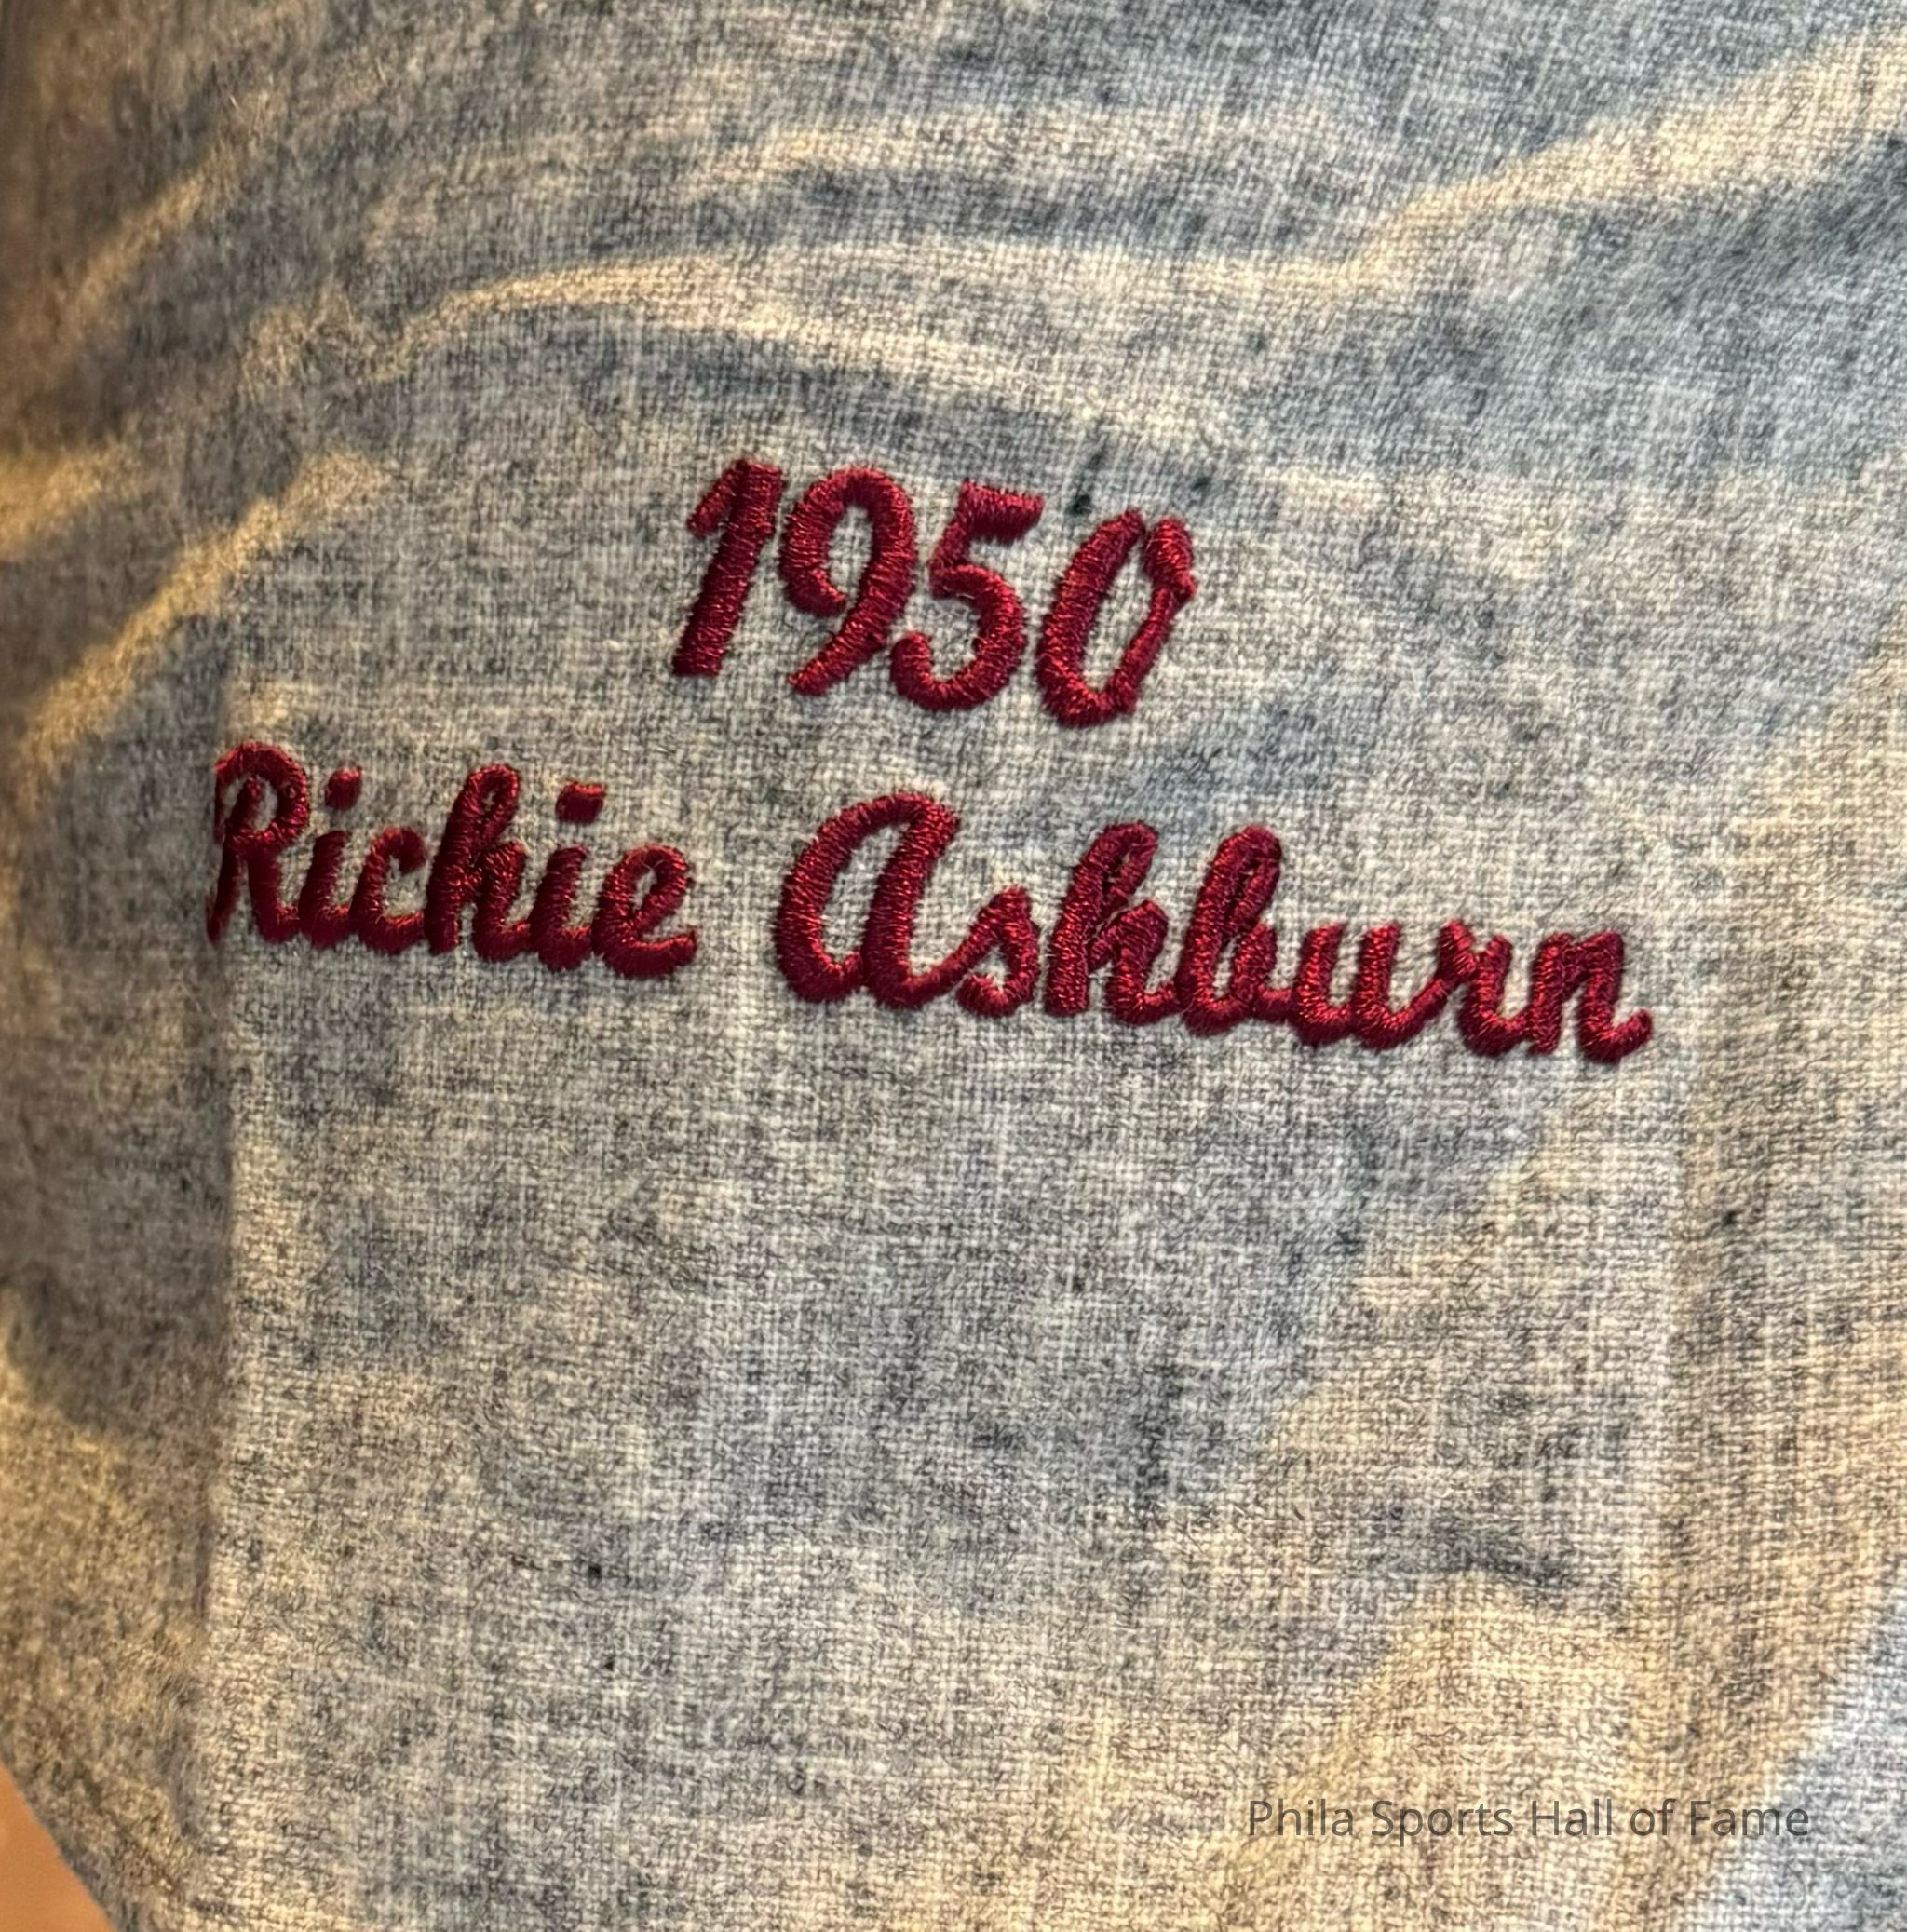 1950
Richie Ashburn
Phila Sports Hall of Fame